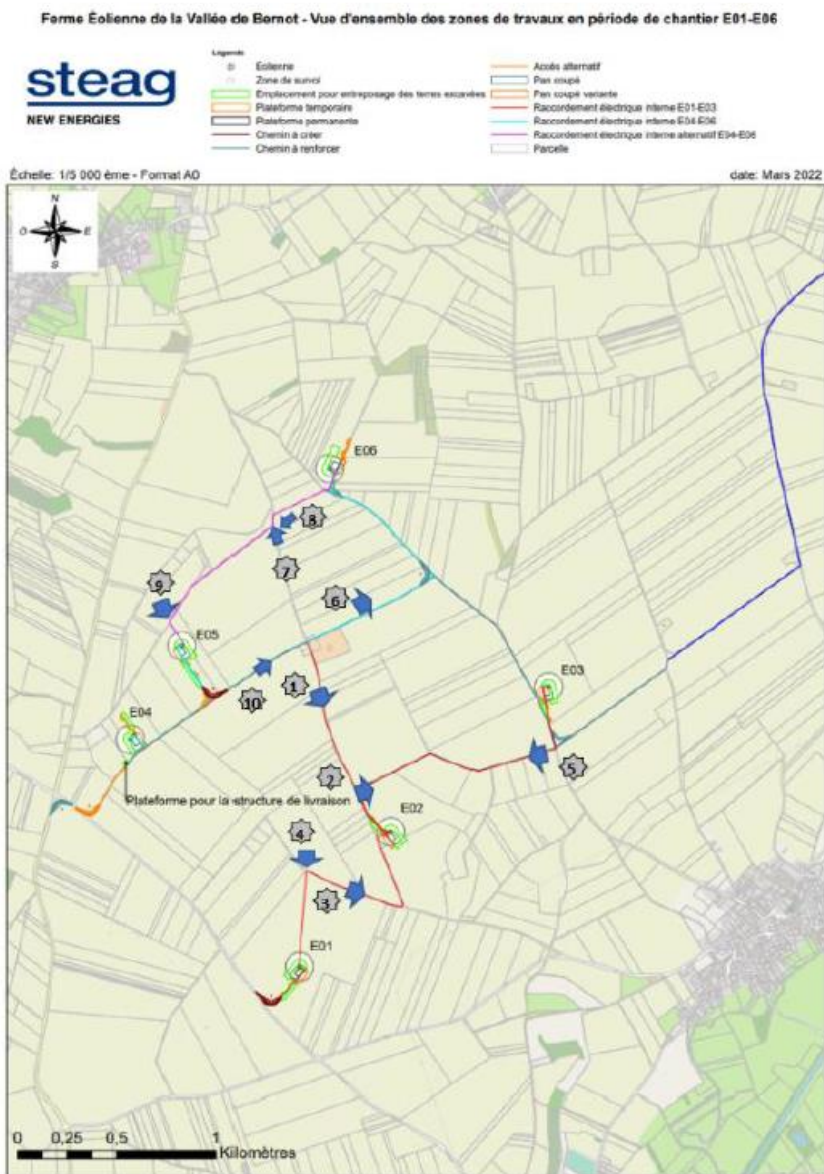 Ferme Éolienne de la Vallée de Bernot - Vue d'ensemble des zones de travaux en période de chantier E01-E06
steag
NEW ENERGIES
Légende
Eolienne
Zone de survol
Emplacement pour entreposage des terres excavées
Plateforme temporaire
Plateforme permanente
Chemin à créer
Chemin à renforcer
Accès alternatif
Pan coupé
Pan coupé variante
Raccordement électrique interne E01-E03
Raccordement électrique interne E04-E06
Raccordement électrique interne alternatif E04-E06
Parcelle
Échelle: 1/5 000 ème - Format A0
date: Mars 2022
N
O E
S
E06
8
7
9
6
E05
E03
1
10
E04
2
5
Plateforme pour la structure de livraison
E02
4
3
E01
0 0,25 0,5 1
Kilomètres